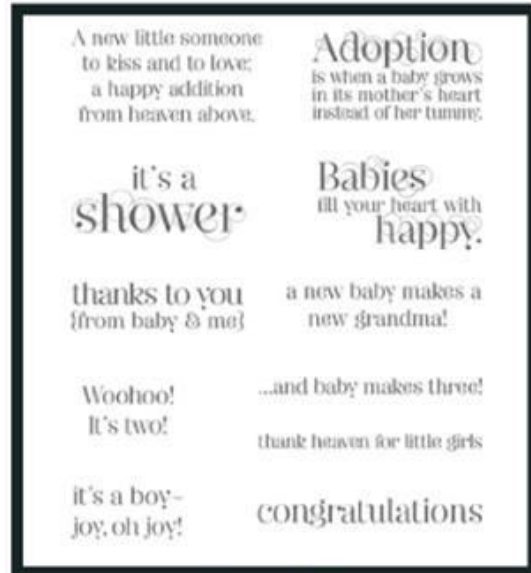 A new little someone
to kiss and to love;
a happy addition
from heaven above.
Adoption
is when a baby grows
in its mother's heart
instead of her tummy.
it's a
shower
Babies
fill your heart with
happy.
thanks to you
{from baby & me}
a new baby makes a
new grandma!
Woohoo!
It's two!
...and baby makes three!
thank heaven for little girls
it's a boy–
joy, oh joy!
congratulations